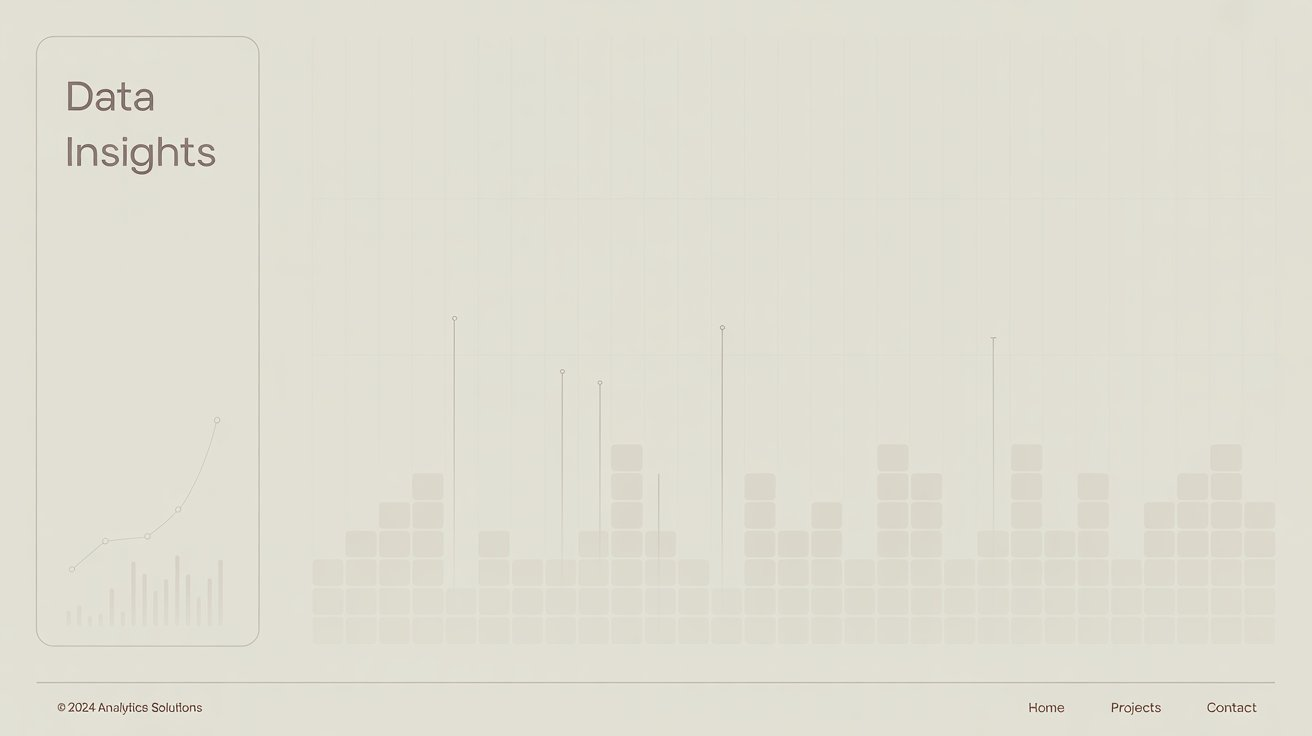 Data
Insights
© 2024 Analytics Solutions
Home
Projects
Contact